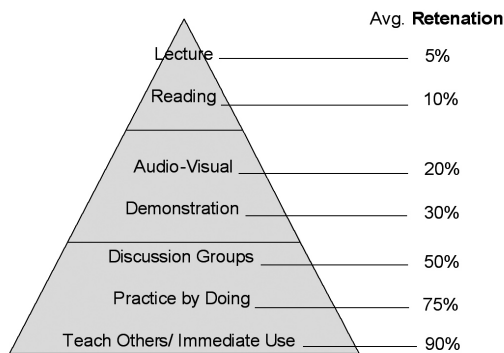 Avg. Retenation
Lecture 5%
Reading 10%
Audio-Visual 20%
Demonstration 30%
Discussion Groups 50%
Practice by Doing 75%
Teach Others/ Immediate Use 90%